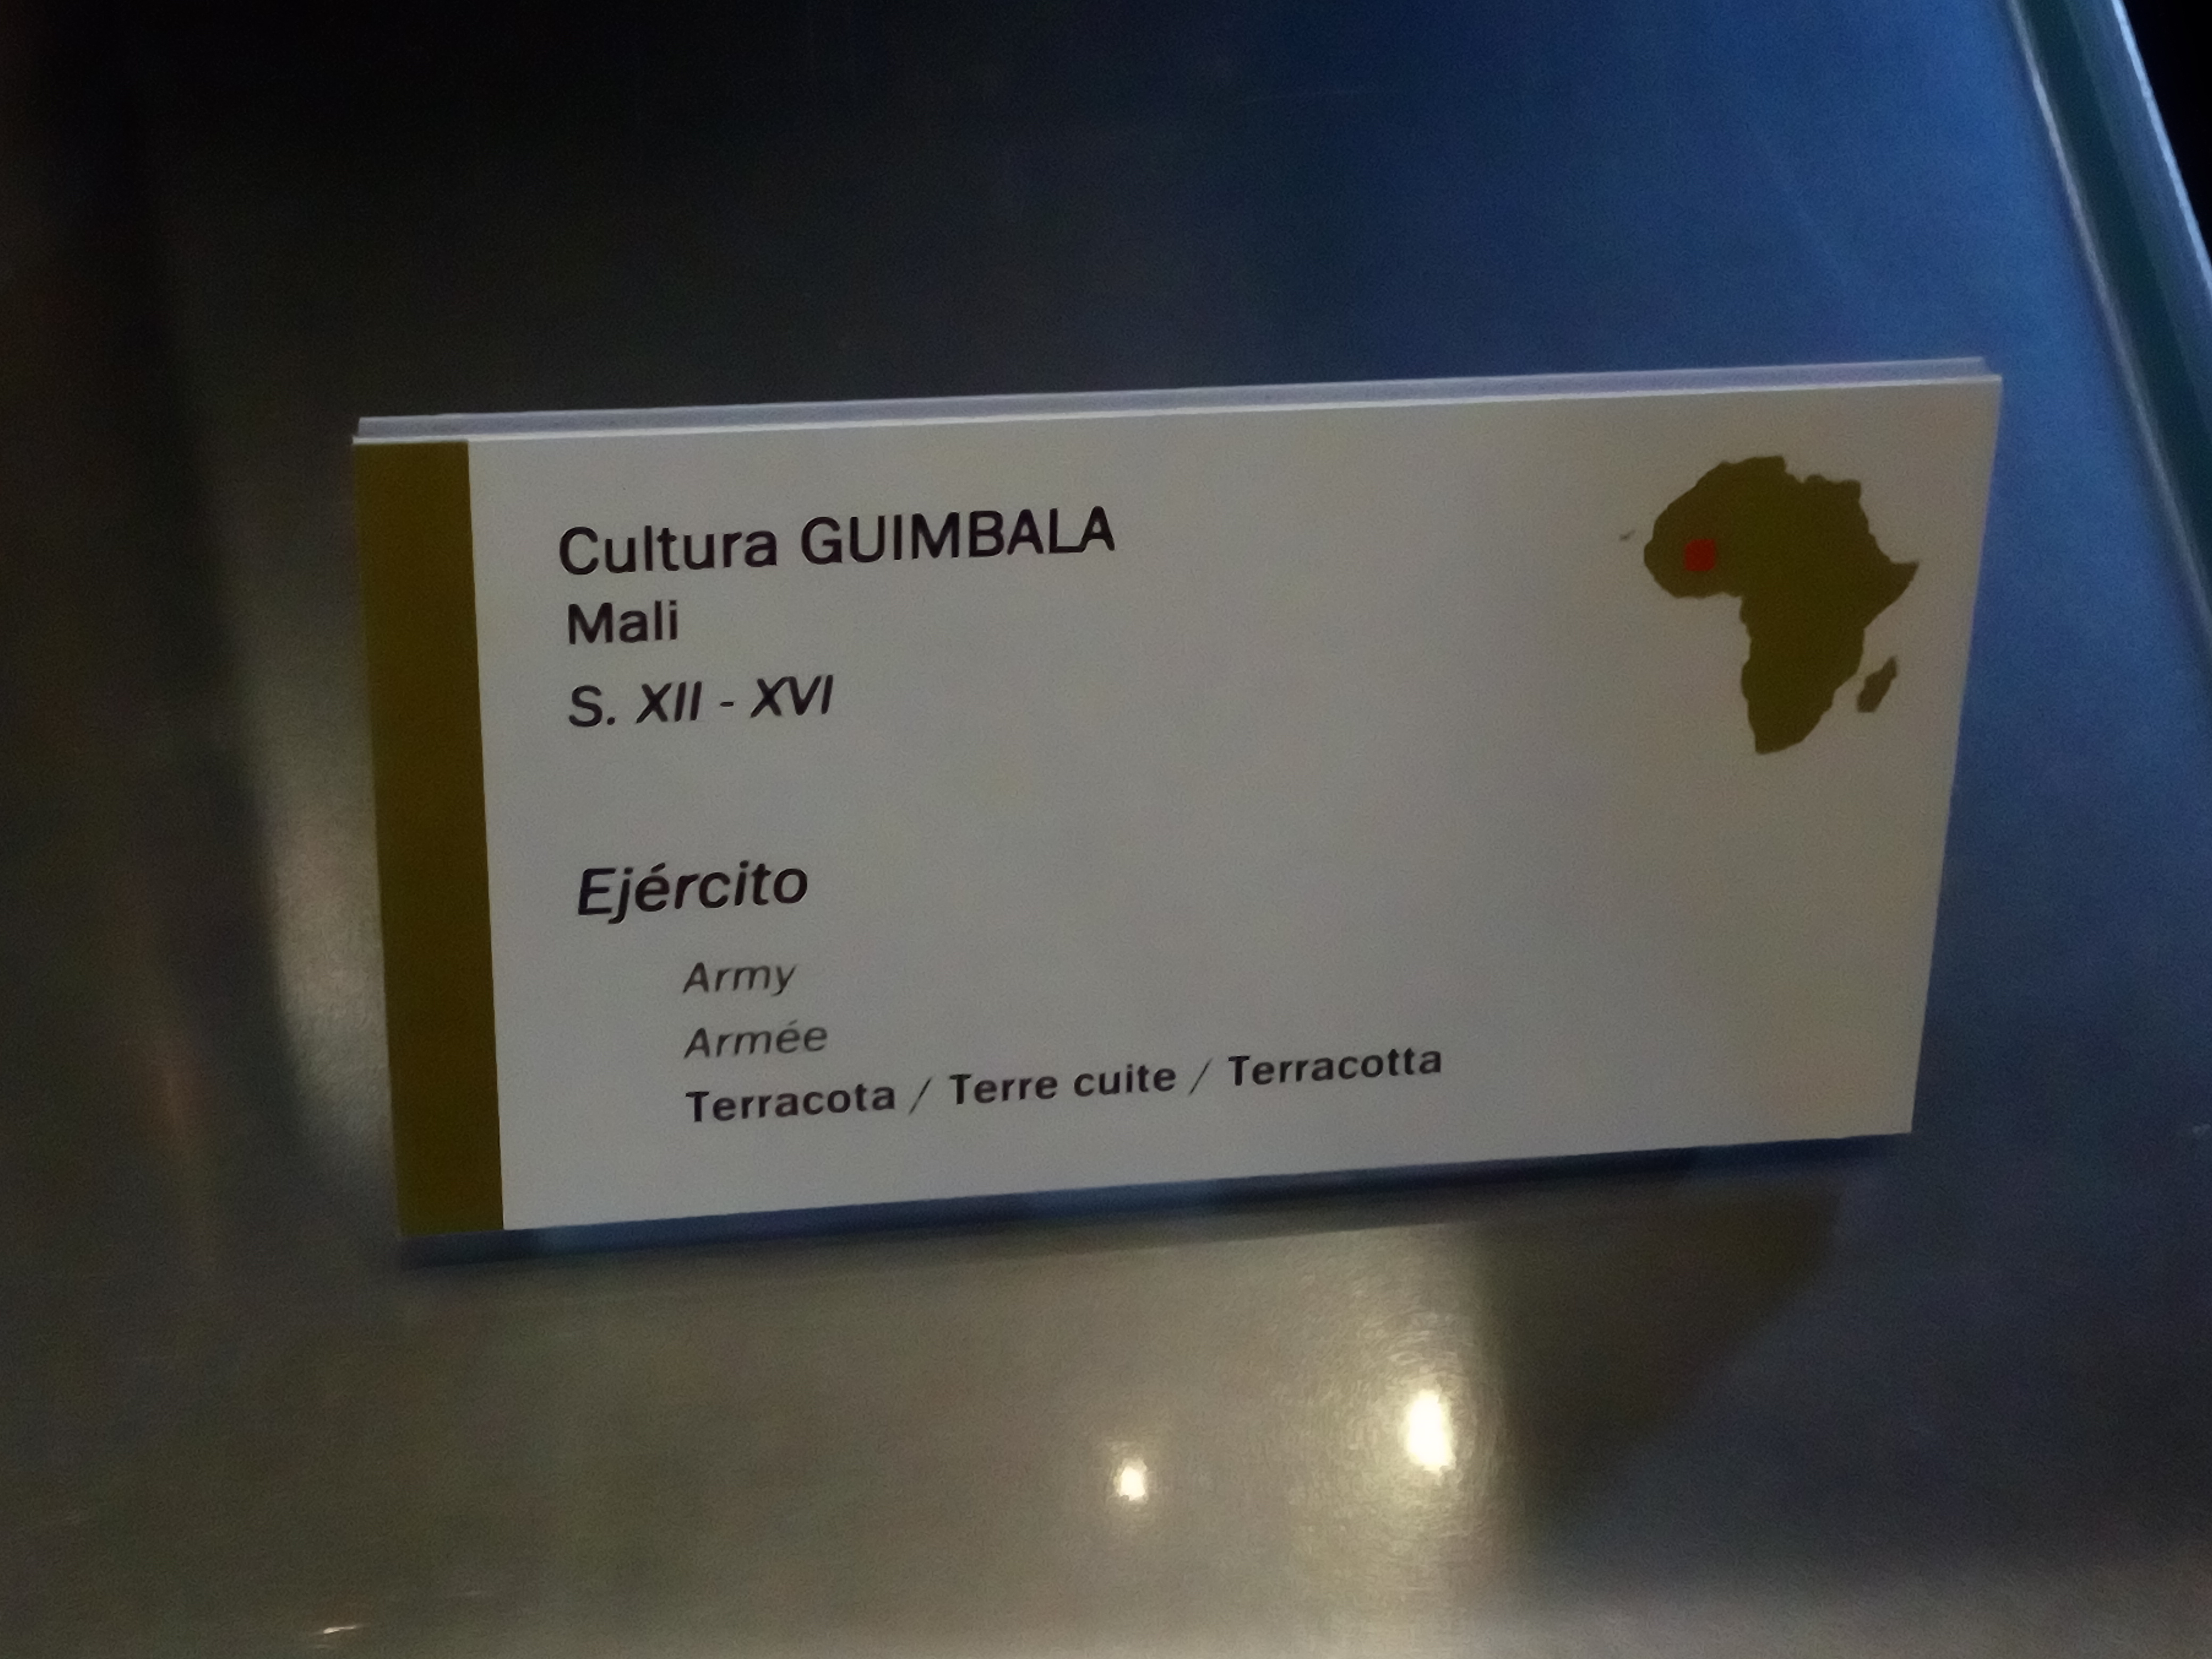 Cultura GUIMBALA
Mali
S. XII - XVI
Ejército
Army
Armée
Terracota / Terre cuite / Terracotta